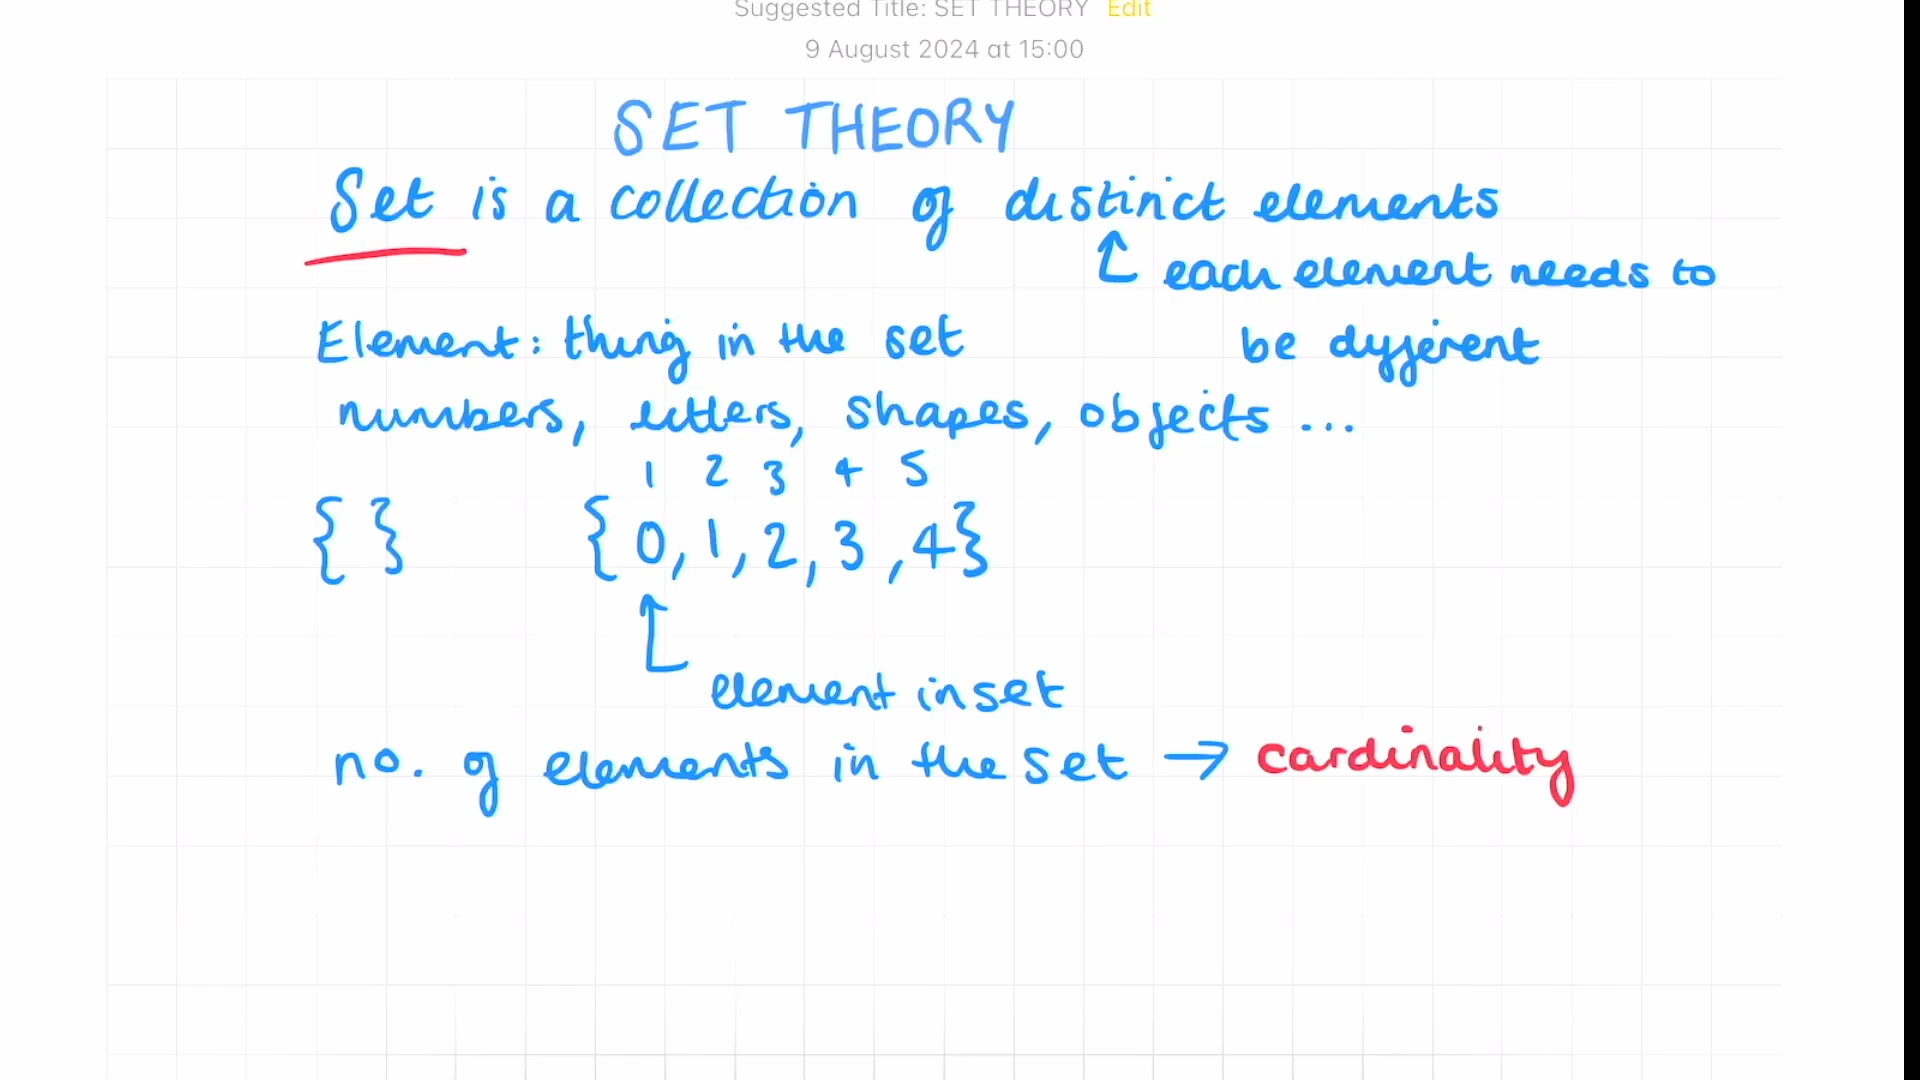 Suggested Title: SET THEORY Edit
9 August 2024 at 15:00
SET THEORY
Set is a collection of distinct elements
each element needs to
be different
Element: thing in the set
numbers, letters, shapes, objects ...
1 2 3 4 5
{ } {0, 1, 2, 3, 4}
element in set
no. of elements in the set → cardinality